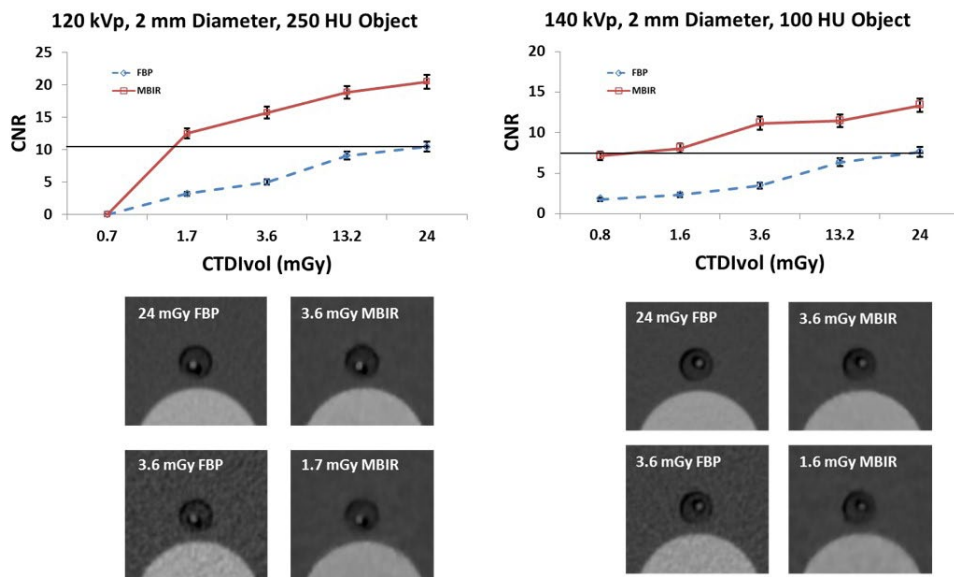 120 kVp, 2 mm Diameter, 250 HU Object
25
20
15
10
5
0
CNR
FBP
MBIR
0.7 1.7 3.6 13.2 24
CTDIvol (mGy)
24 mGy FBP
3.6 mGy MBIR
3.6 mGy FBP
1.7 mGy MBIR
140 kVp, 2 mm Diameter, 100 HU Object
20
15
10
5
0
CNR
FBP
MBIR
0.8 1.6 3.6 13.2 24
CTDIvol (mGy)
24 mGy FBP
3.6 mGy MBIR
3.6 mGy FBP
1.6 mGy MBIR